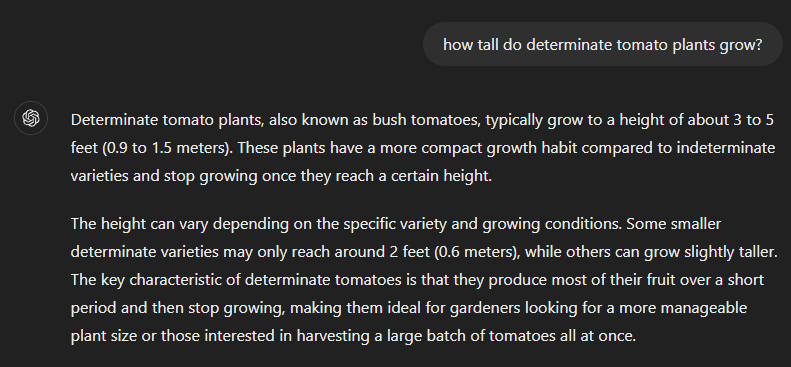 how tall do determinate tomato plants grow?
Determinate tomato plants, also known as bush tomatoes, typically grow to a height of about 3 to 5
feet (0.9 to 1.5 meters). These plants have a more compact growth habit compared to indeterminate
varieties and stop growing once they reach a certain height.
The height can vary depending on the specific variety and growing conditions. Some smaller
determinate varieties may only reach around 2 feet (0.6 meters), while others can grow slightly taller.
The key characteristic of determinate tomatoes is that they produce most of their fruit over a short
period and then stop growing, making them ideal for gardeners looking for a more manageable
plant size or those interested in harvesting a large batch of tomatoes all at once.